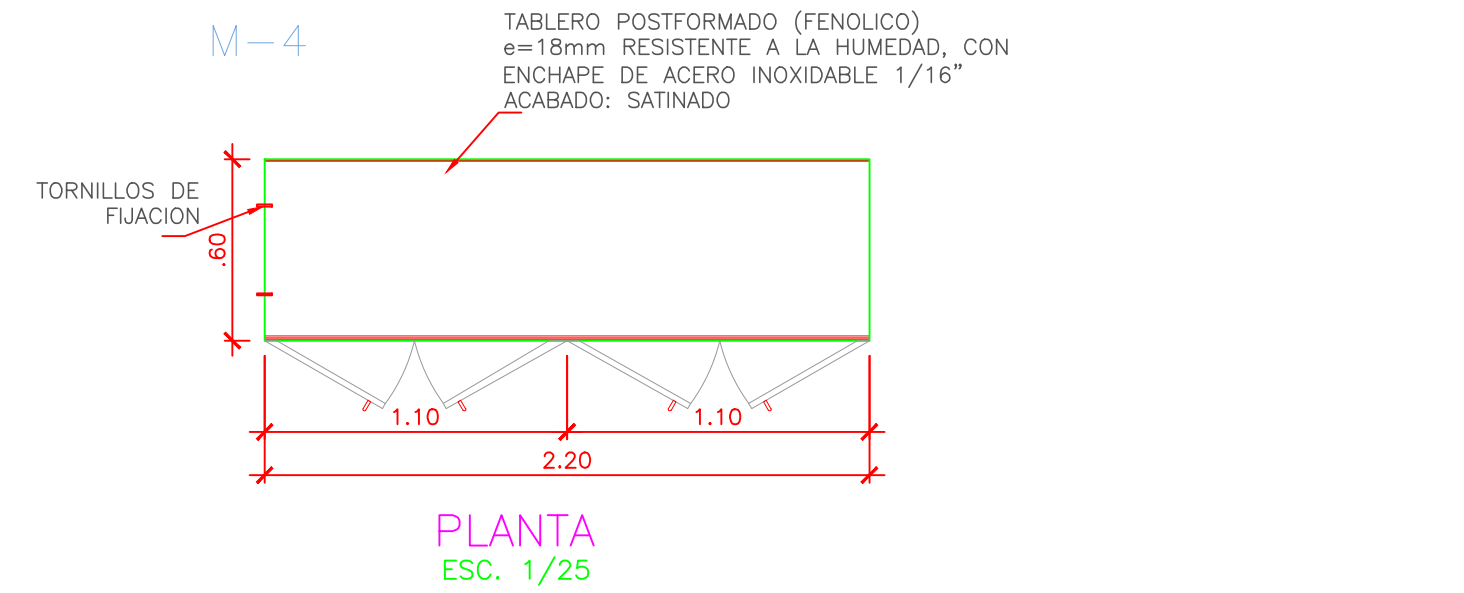 M-4
TABLERO POSTFORMADO (FENOLICO)
e=18mm RESISTENTE A LA HUMEDAD, CON
ENCHAPE DE ACERO INOXIDABLE 1/16”
ACABADO: SATINADO
TORNILLOS DE
FIJACION
.60
1.10
1.10
2.20
PLANTA
ESC. 1/25